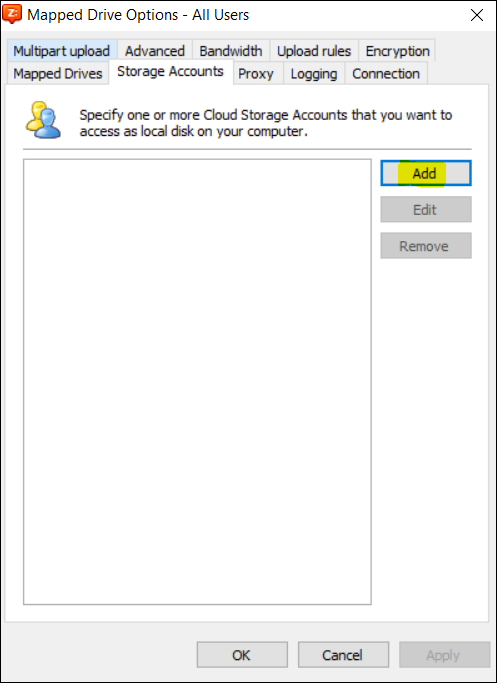 Z:
Mapped Drive Options - All Users
Multipart upload Advanced Bandwidth Upload rules Encryption
Mapped Drives Storage Accounts Proxy Logging Connection
Specify one or more Cloud Storage Accounts that you want to
access as local disk on your computer.
Add
Edit
Remove
OK Cancel Apply